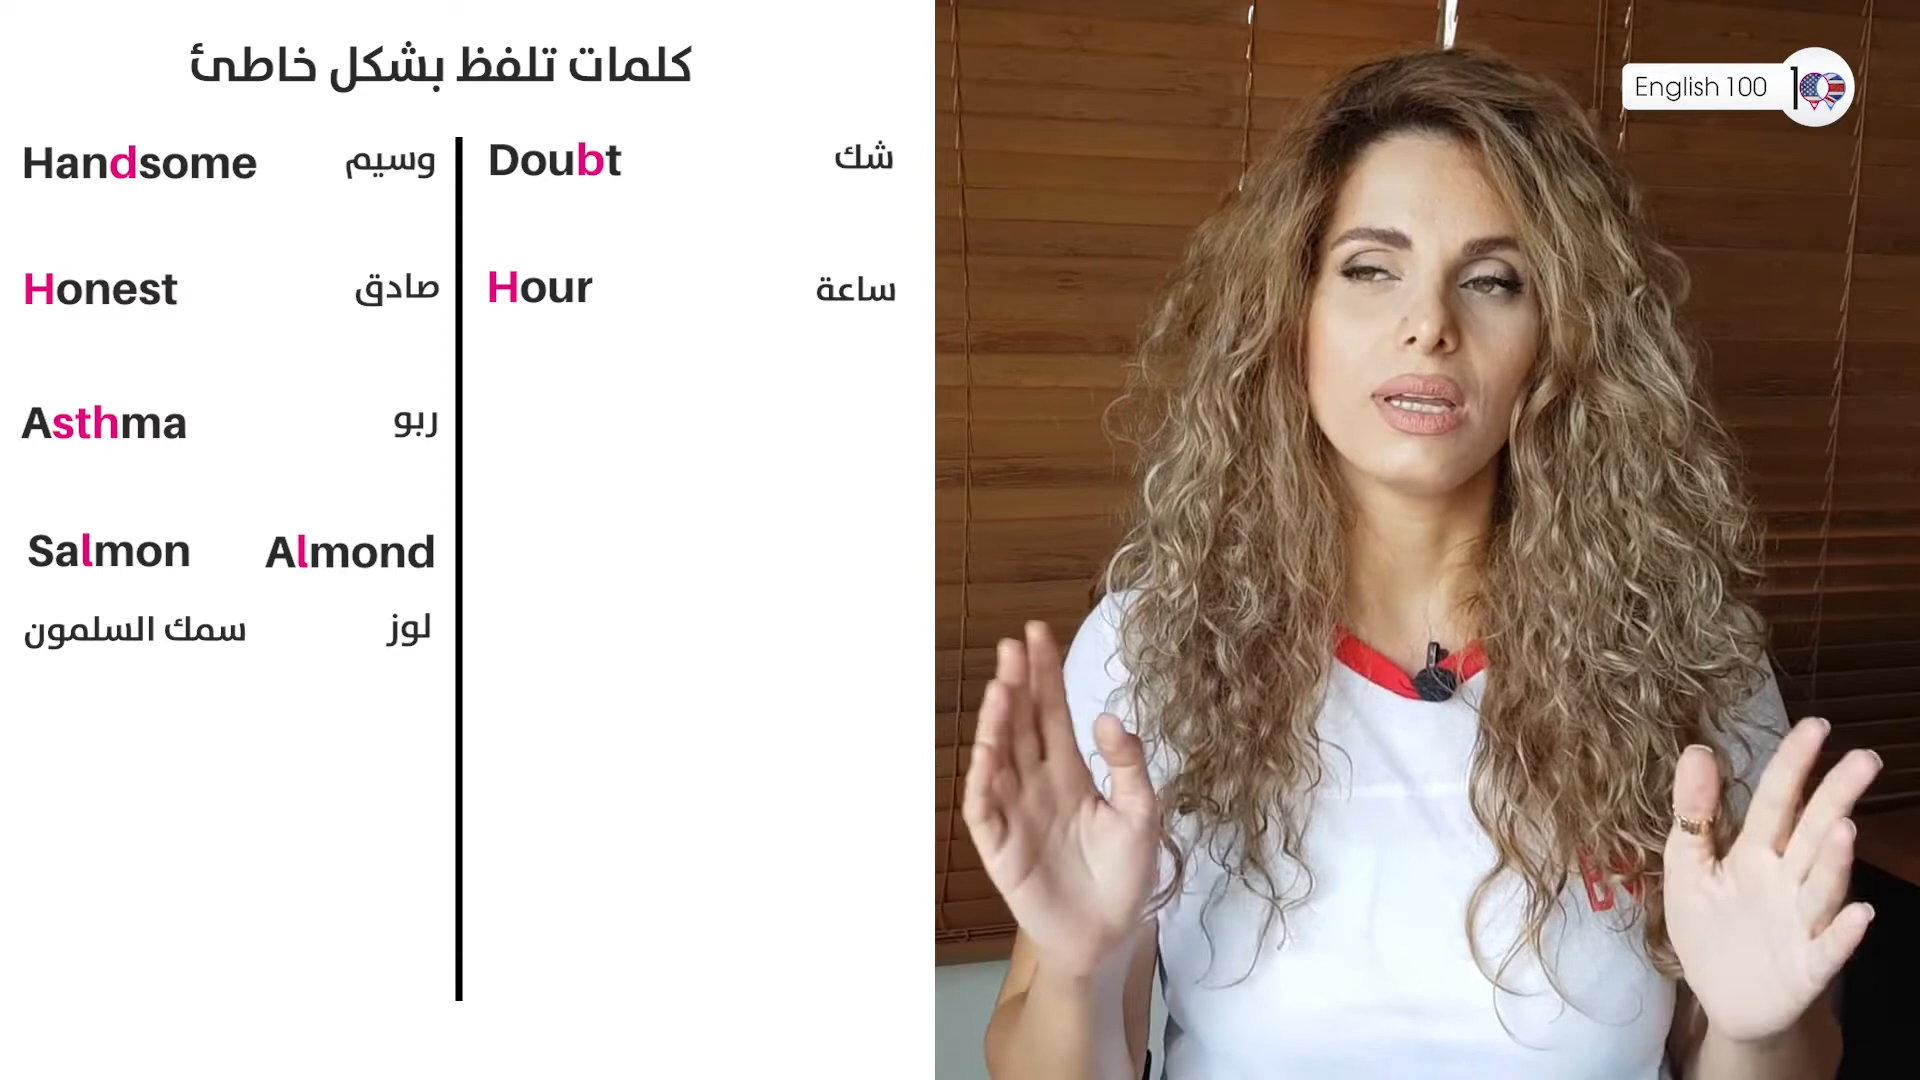 كلمات تلفظ بشكل خاطئ
Handsome وسيم
Honest صادق
Asthma ربو
Salmon Almond
سمك السلمون لوز
Doubt شك
Hour ساعة
English 100